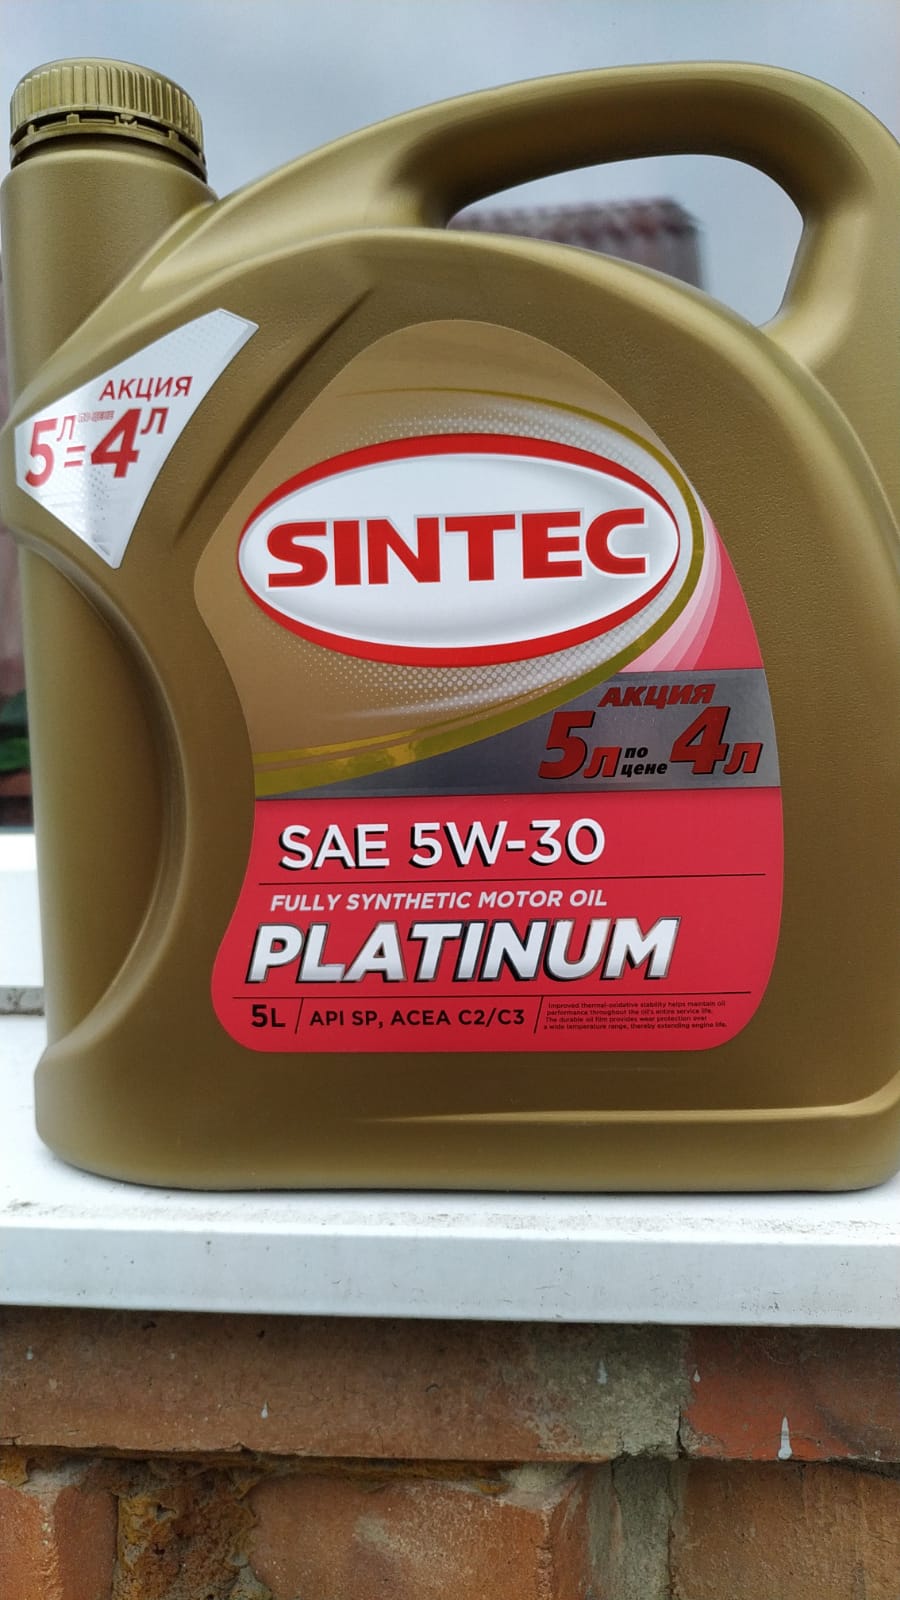 АКЦИЯ
5л по цене 4л
=
SINTEC
АКЦИЯ
5л по цене 4л
SAE 5W-30
FULLY SYNTHETIC MOTOR OIL
PLATINUM
5L API SP, ACEA C2/C3
Improved thermal-oxidative stability helps maintain oil
performance throughout the oil's entire service life.
The durable oil film provides wear protection over
a wide temperature range, thereby extending engine life.